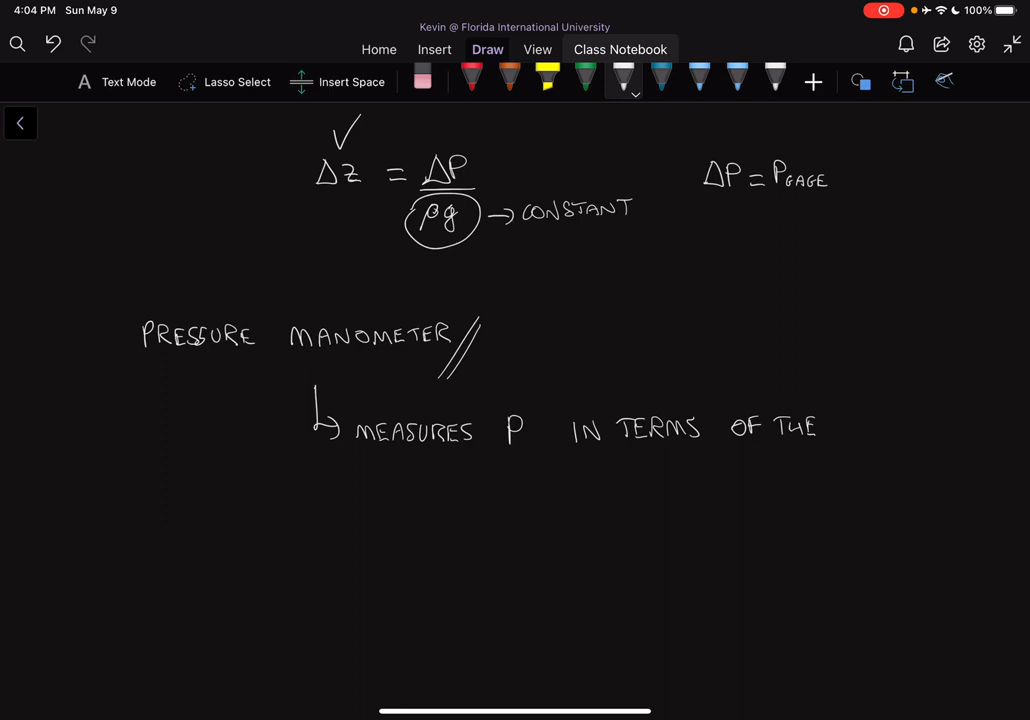 4:04 PM Sun May 9 100%
Kevin @ Florida International University
Home Insert Draw View Class Notebook
A Text Mode Lasso Select Insert Space
Δz = ΔP ΔP = PGAGE
ρg → CONSTANT
PRESSURE MANOMETER//
↳ MEASURES P IN TERMS OF THE